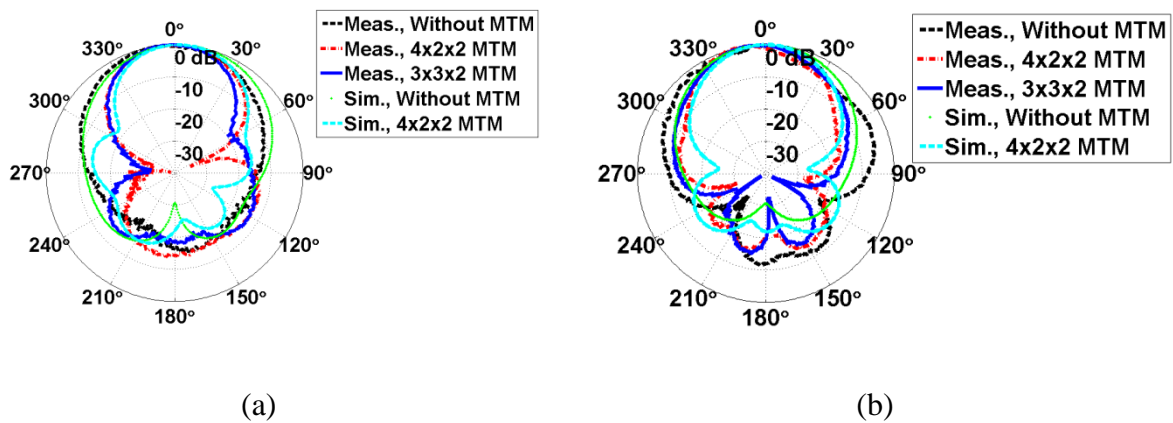 0°
330°
30°
0 dB
300°
60°
-10
-20
-30
270°
90°
240°
120°
210°
150°
180°
Meas., Without MTM
Meas., 4x2x2 MTM
Meas., 3x3x2 MTM
Sim., Without MTM
Sim., 4x2x2 MTM
0°
330°
30°
0 dB
300°
60°
-10
-20
-30
270°
90°
240°
120°
210°
150°
180°
Meas., Without MTM
Meas., 4x2x2 MTM
Meas., 3x3x2 MTM
Sim., Without MTM
Sim., 4x2x2 MTM
(a)
(b)